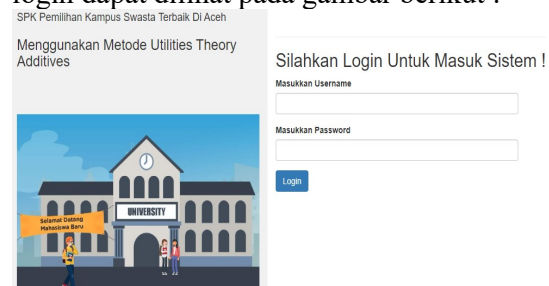 login dapat dilihat pada gambar berikut :
SPK Pemilihan Kampus Swasta Terbaik Di Aceh
Menggunakan Metode Utilities Theory
Additives
Silahkan Login Untuk Masuk Sistem !
Masukkan Username
Masukkan Password
Login
UNIVERSITY
Selamat Datang
Mahasiswa Baru